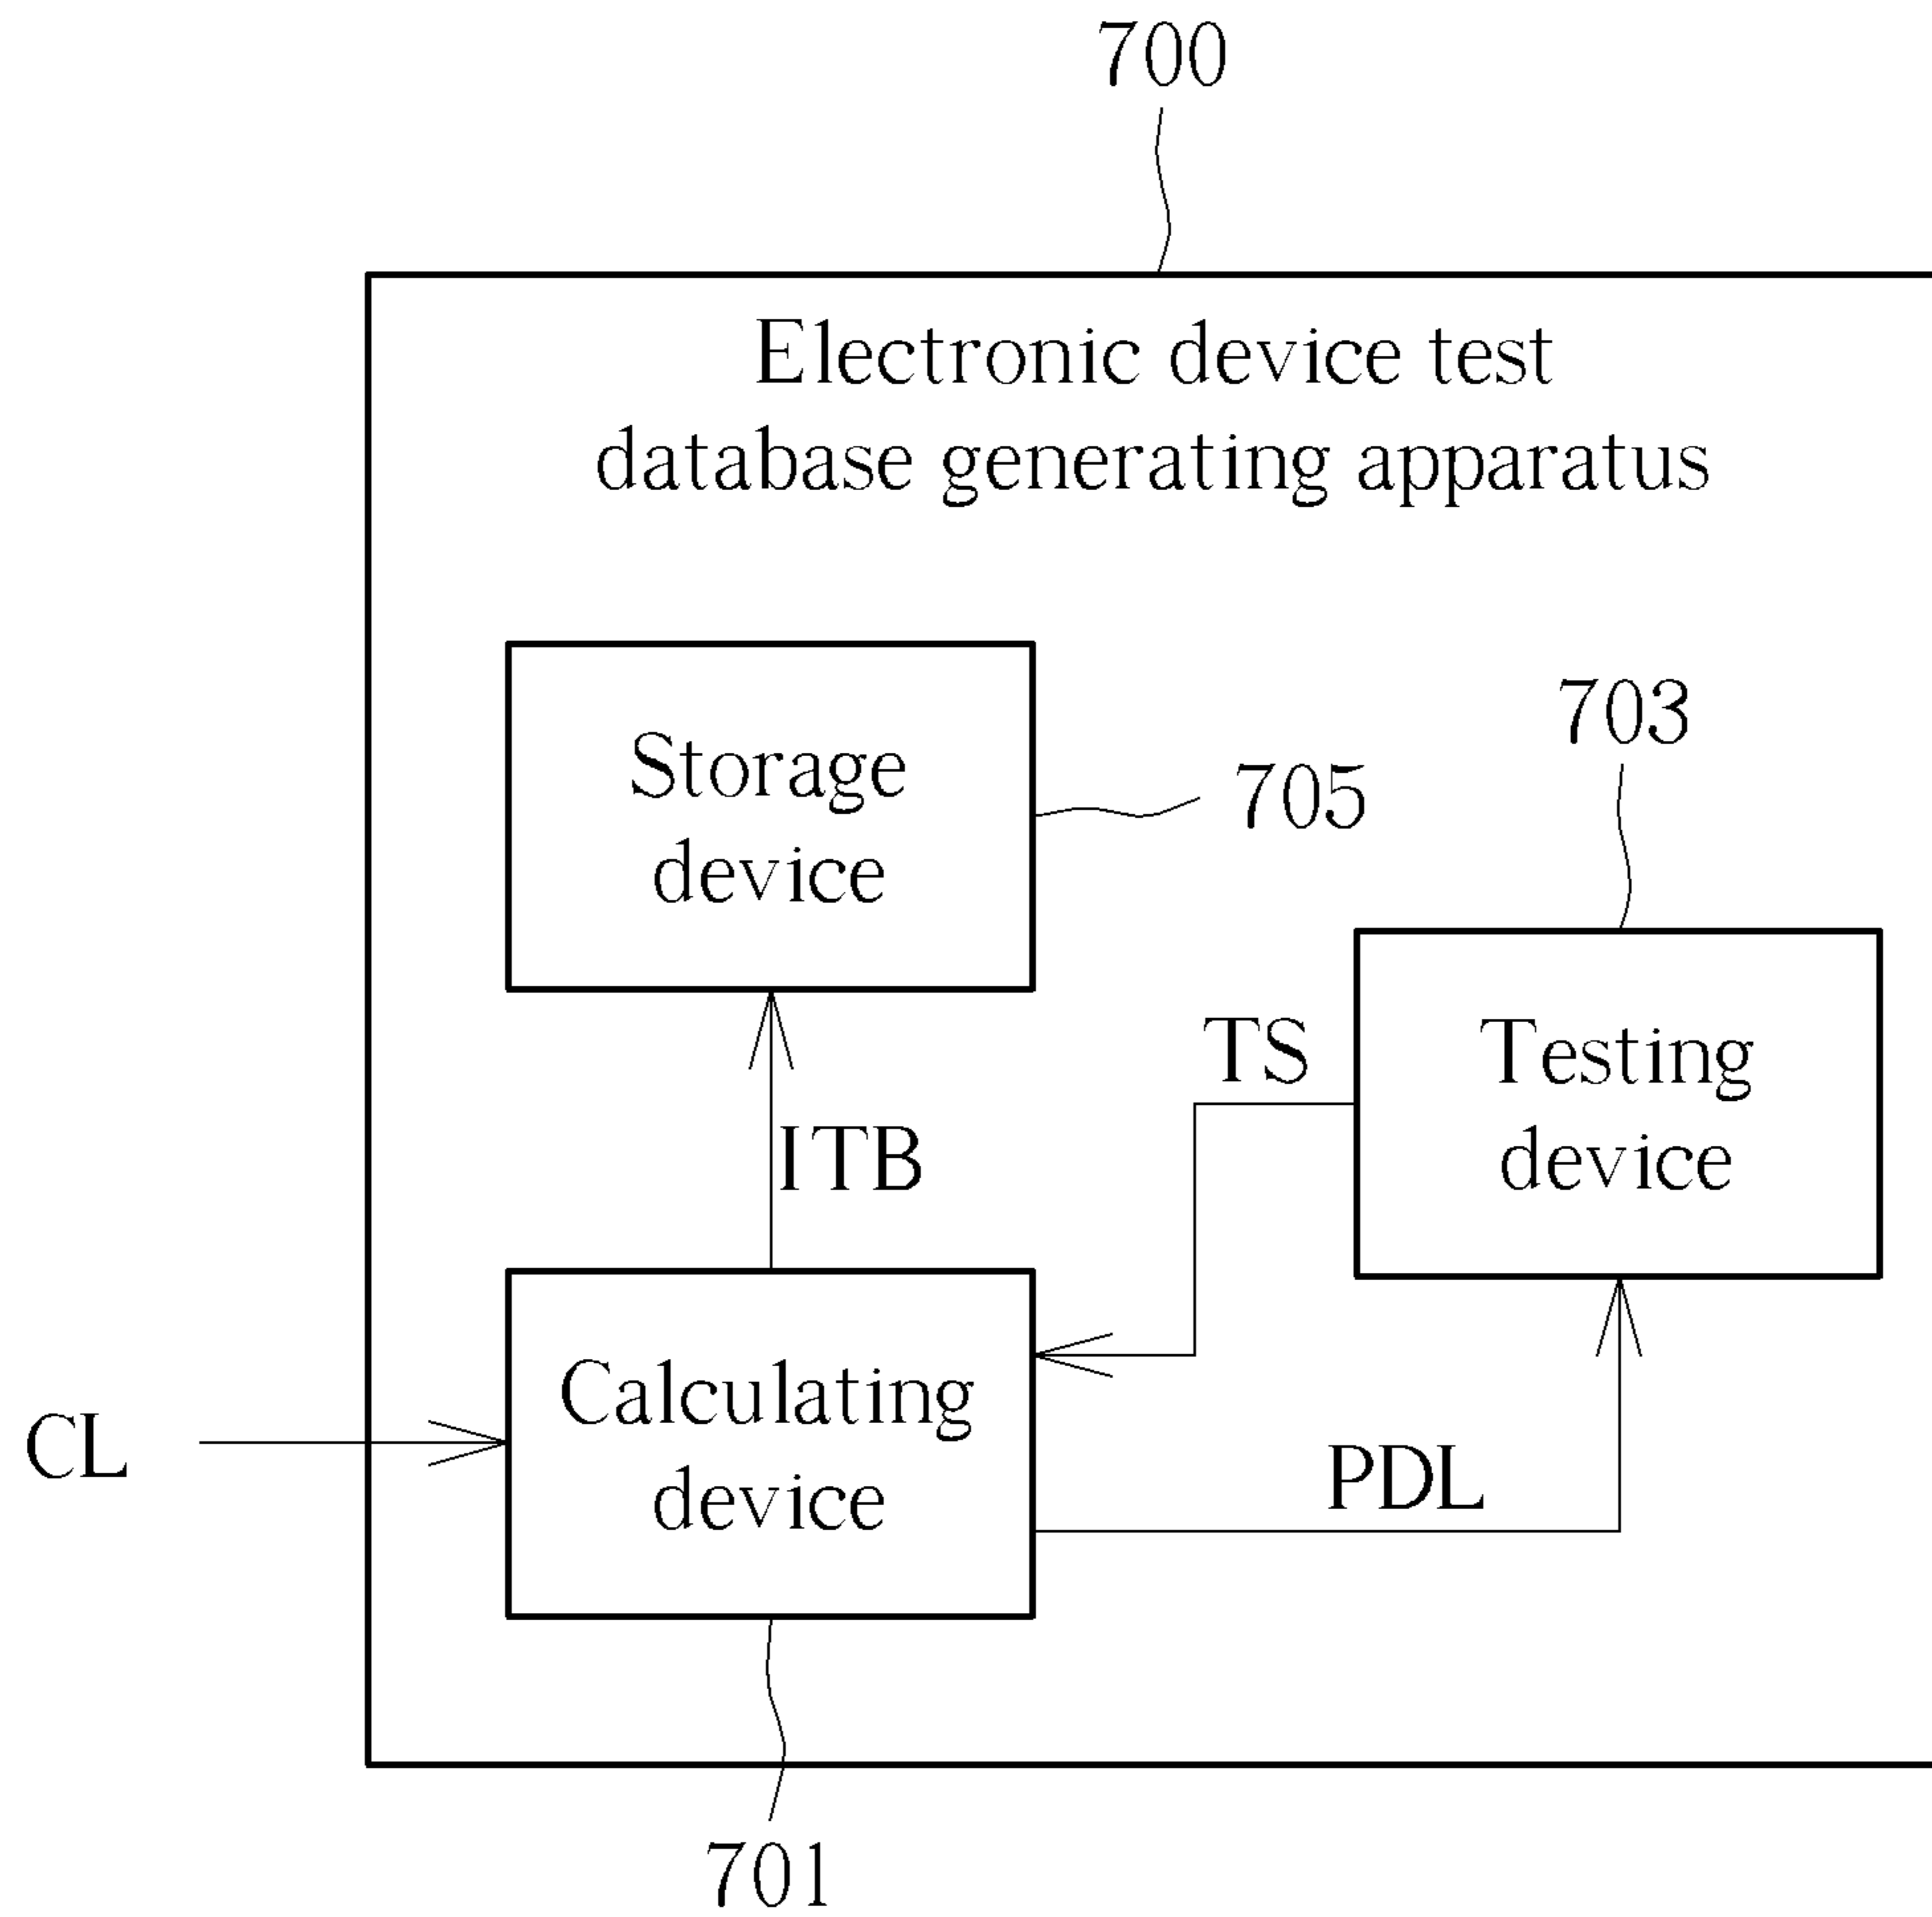 700
Electronic device test
database generating apparatus
Storage
device
705
703
TS
Testing
device
ITB
Calculating
device
CL
PDL
701